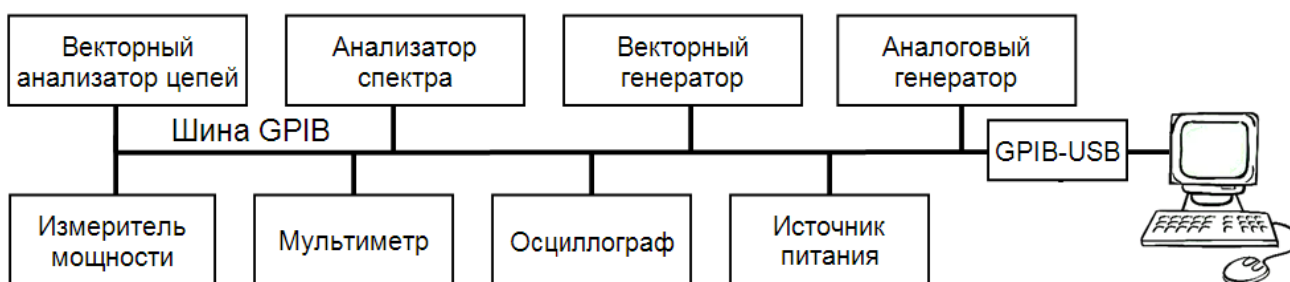 Векторный
анализатор цепей
Анализатор
спектра
Векторный
генератор
Аналоговый
генератор
Шина GPIB
GPIB-USB
Измеритель
мощности
Мультиметр
Осциллограф
Источник
питания